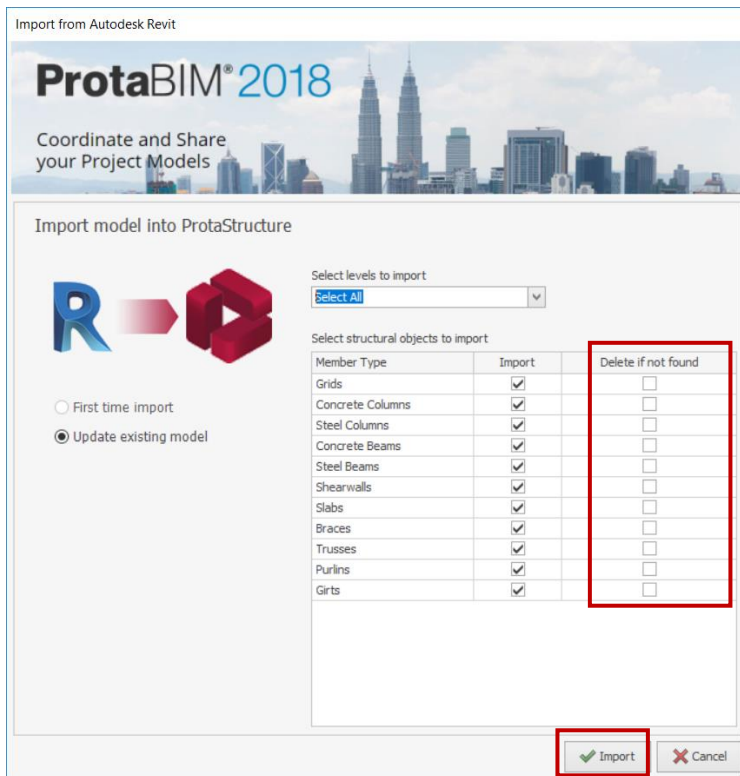 Import from Autodesk Revit
ProtaBIM® 2018
Coordinate and Share
your Project Models
Import model into ProtaStructure
Select levels to import
Select All
Select structural objects to import
Member Type Import Delete if not found
Grids
Concrete Columns
Steel Columns
Concrete Beams
Steel Beams
Shearwalls
Slabs
Braces
Trusses
Purlins
Girts
First time import
Update existing model
Import Cancel